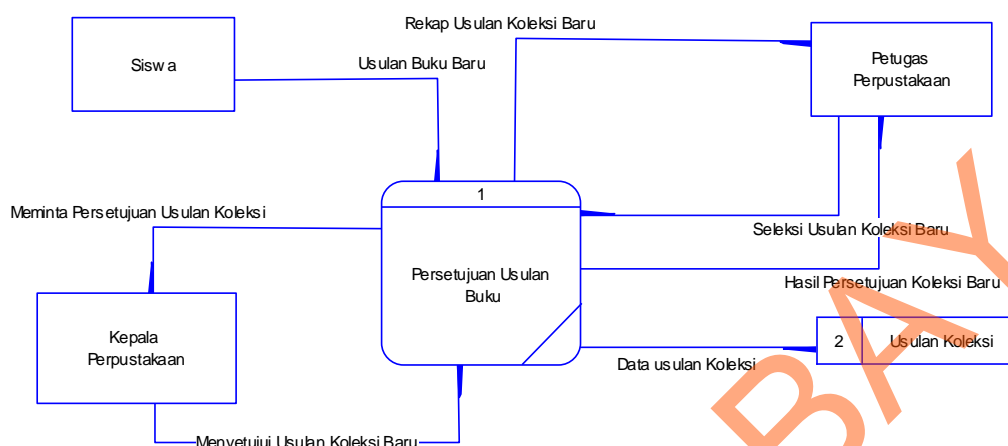 Rekap Usulan Koleksi Baru
Siswa
Usulan Buku Baru
Petugas
Perpustakaan
1
Meminta Persetujuan Usulan Koleksi
Seleksi Usulan Koleksi Baru
Persetujuan Usulan
Buku
Hasil Persetujuan Koleksi Baru
Kepala
Perpustakaan
2
Usulan Koleksi
Data usulan Koleksi
Menyetujui Usulan Koleksi Baru
BAY